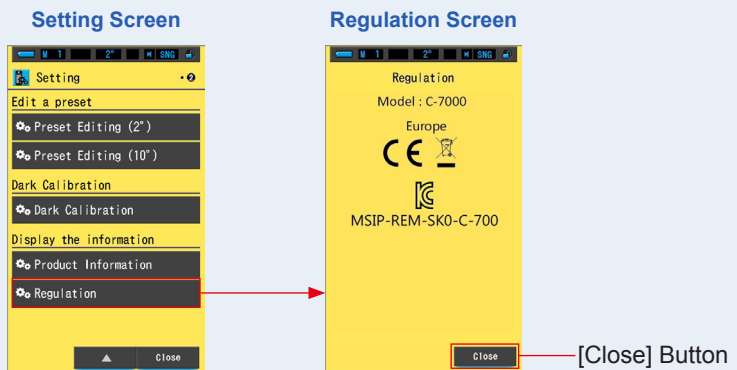 Setting Screen
M 1 2° SNG
Setting ・❷
Edit a preset
Preset Editing (2°)
Preset Editing (10°)
Dark Calibration
Dark Calibration
Display the information
Product Information
Regulation
▲ Close
Regulation Screen
M 1 2° SNG
Regulation
Model : C-7000
Europe
CE
MSIP-REM-SK0-C-700
Close
[Close] Button